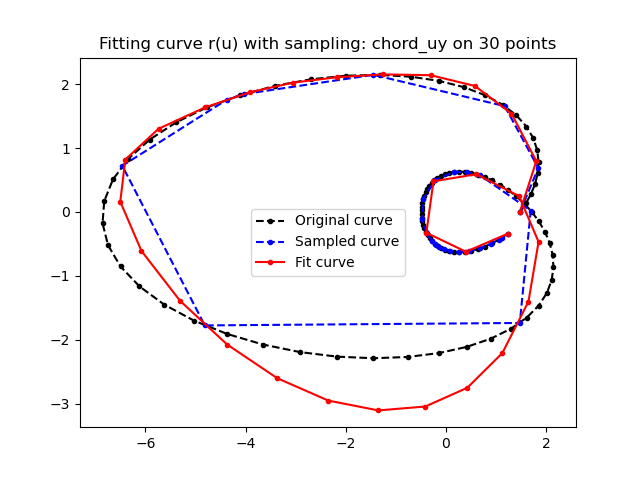 Fitting curve r(u) with sampling: chord_uy on 30 points
2
1
0
−1
−2
−3
Original curve
Sampled curve
Fit curve
−6
−4
−2
0
2